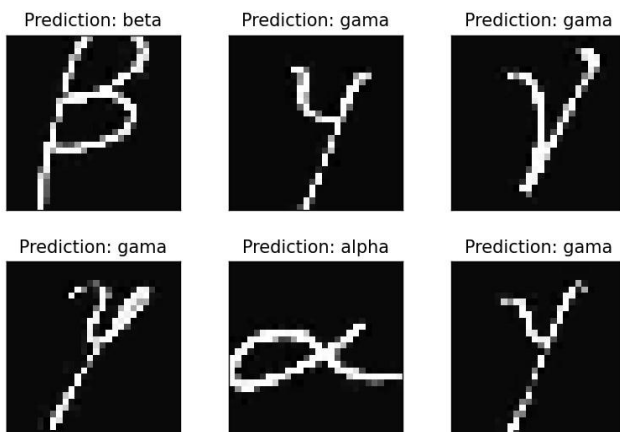 Prediction: beta
Prediction: gama
Prediction: gama
β
γ
γ
Prediction: gama
Prediction: alpha
Prediction: gama
γ
α
γ